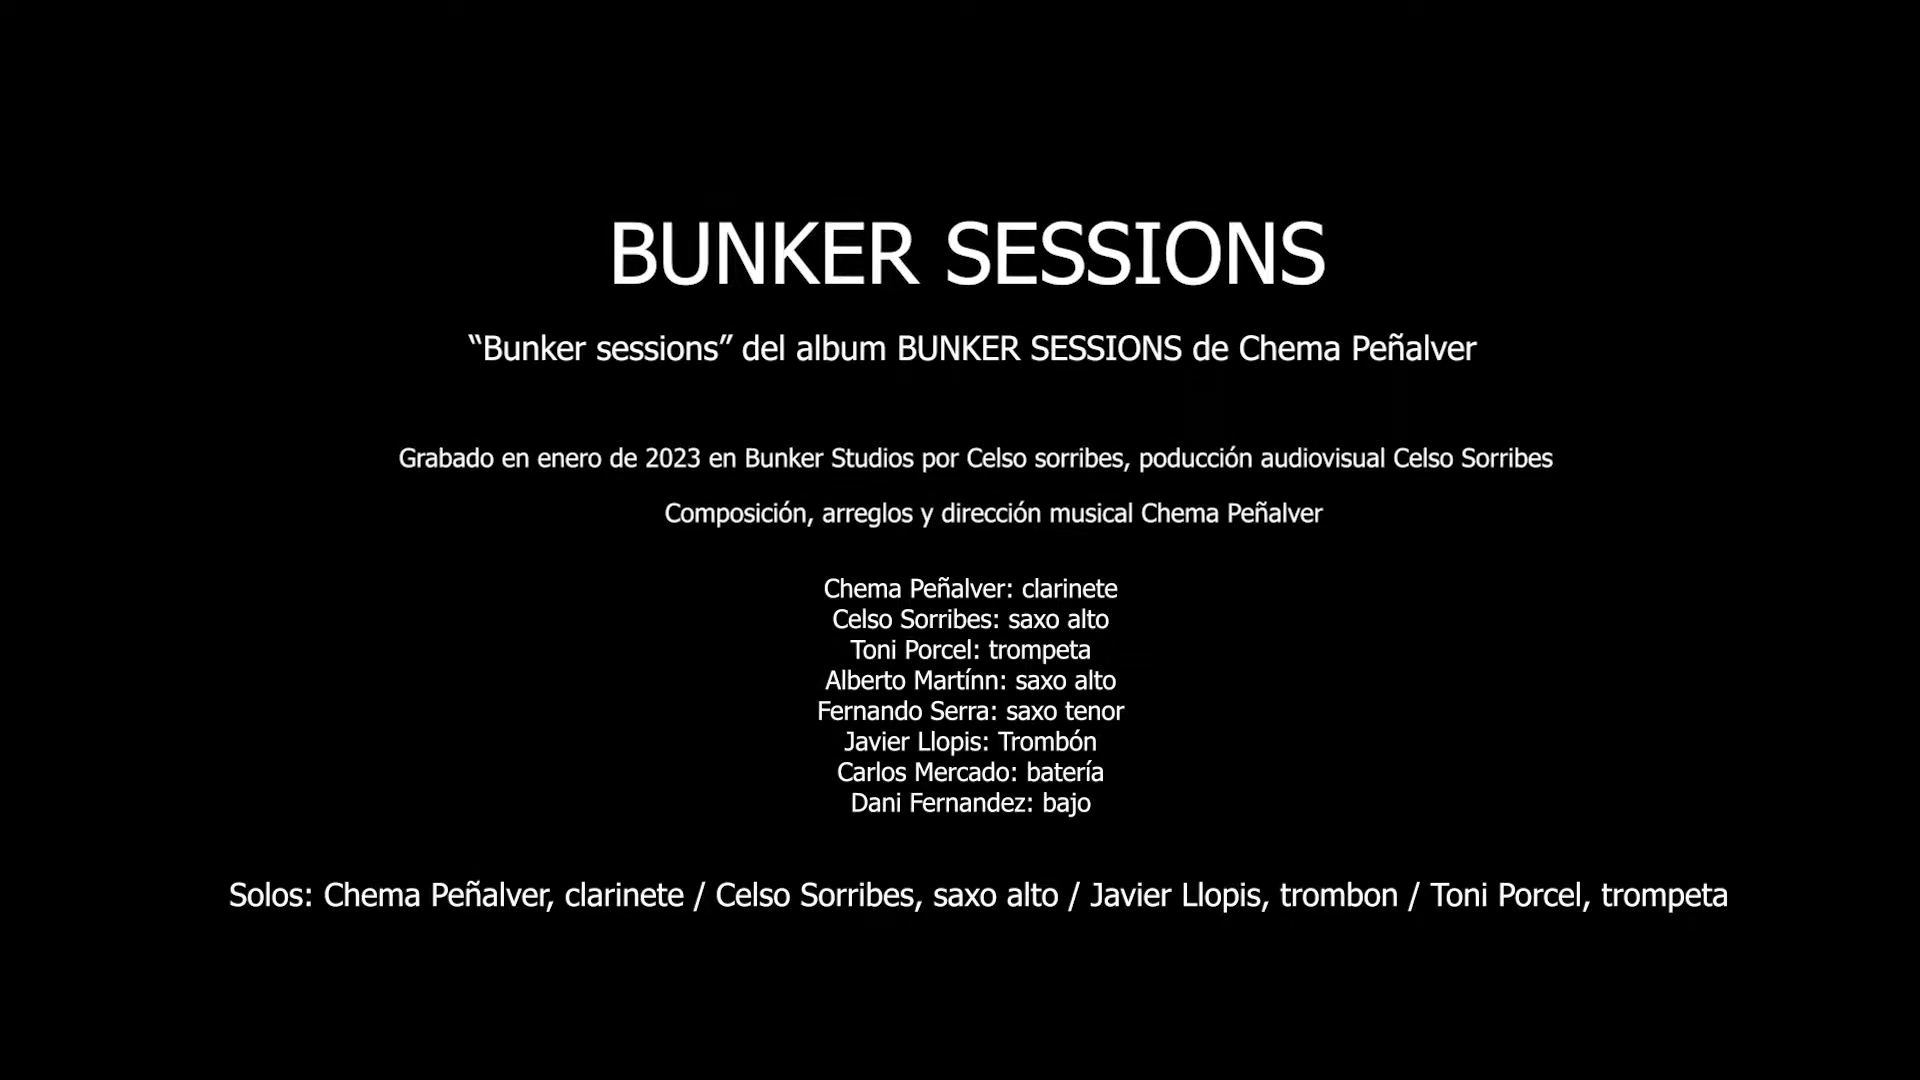 BUNKER SESSIONS
“Bunker sessions” del album BUNKER SESSIONS de Chema Peñalver
Grabado en enero de 2023 en Bunker Studios por Celso sorribes, poducción audiovisual Celso Sorribes
Composición, arreglos y dirección musical Chema Peñalver
Chema Peñalver: clarinete
Celso Sorribes: saxo alto
Toni Porcel: trompeta
Alberto Martínn: saxo alto
Fernando Serra: saxo tenor
Javier Llopis: Trombón
Carlos Mercado: batería
Dani Fernandez: bajo
Solos: Chema Peñalver, clarinete / Celso Sorribes, saxo alto / Javier Llopis, trombon / Toni Porcel, trompeta